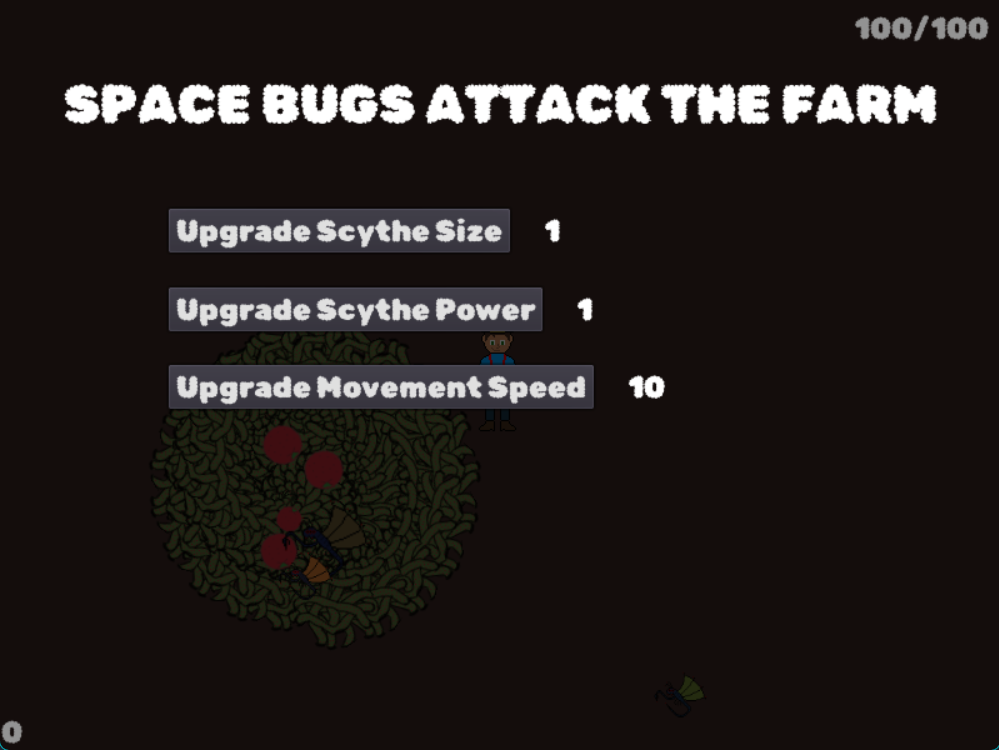 100/100
SPACE BUGS ATTACK THE FARM
Upgrade Scythe Size 1
Upgrade Scythe Power 1
Upgrade Movement Speed 10
0